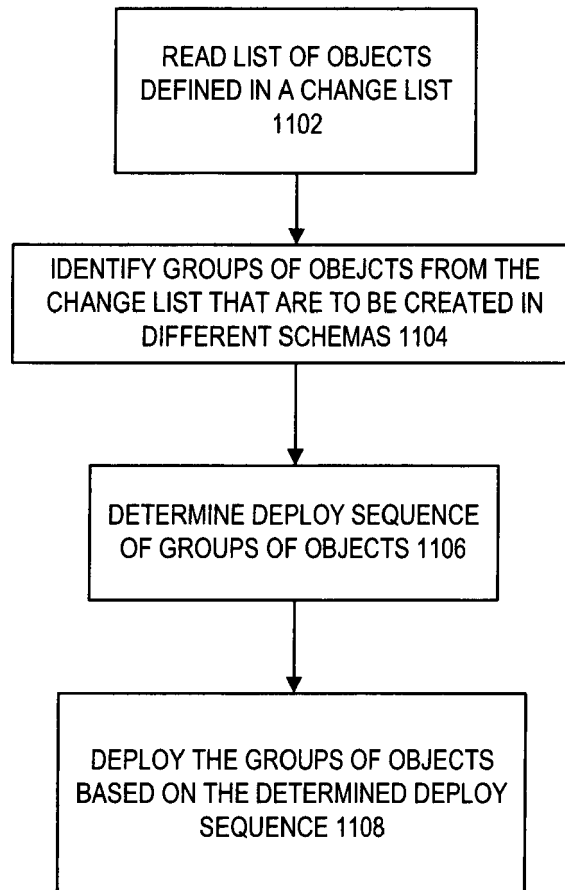 READ LIST OF OBJECTS
DEFINED IN A CHANGE LIST
1102
IDENTIFY GROUPS OF OBEJCTS FROM THE
CHANGE LIST THAT ARE TO BE CREATED IN
DIFFERENT SCHEMAS 1104
DETERMINE DEPLOY SEQUENCE
OF GROUPS OF OBJECTS 1106
DEPLOY THE GROUPS OF OBJECTS
BASED ON THE DETERMINED DEPLOY
SEQUENCE 1108